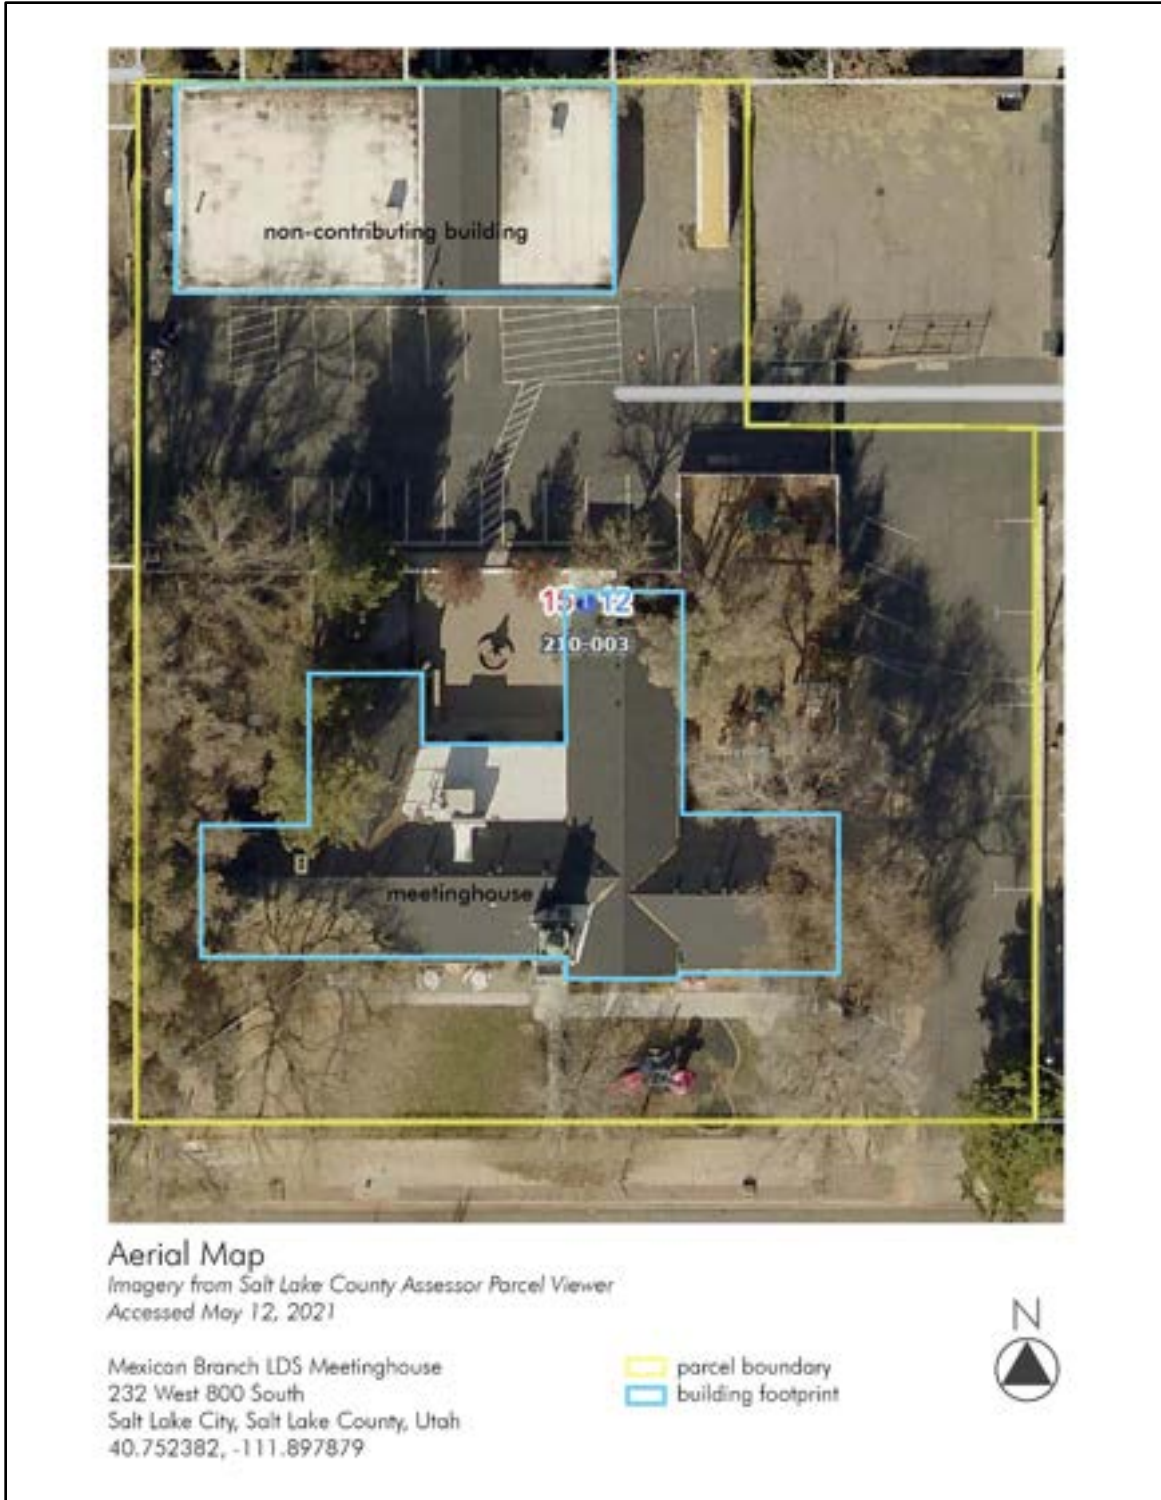 non-contributing building
15 12
210-003
meetinghouse
Aerial Map
Imagery from Salt Lake County Assessor Parcel Viewer
Accessed May 12, 2021
N
Mexican Branch LDS Meetinghouse
232 West 800 South
Salt Lake City, Salt Lake County, Utah
40.752382, -111.897879
parcel boundary
building footprint